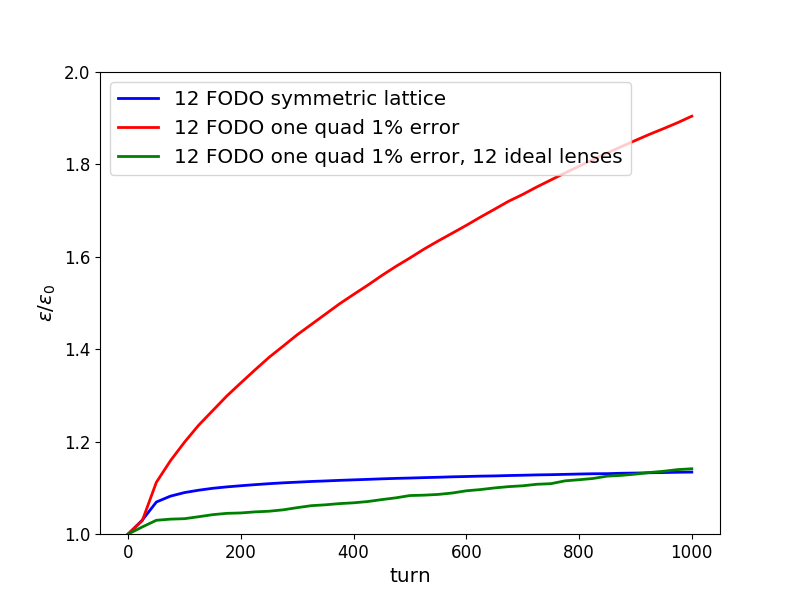 2.0
1.8
1.6
1.4
1.2
1.0
ε/ε₀
12 FODO symmetric lattice
12 FODO one quad 1% error
12 FODO one quad 1% error, 12 ideal lenses
0 200 400 600 800 1000
turn